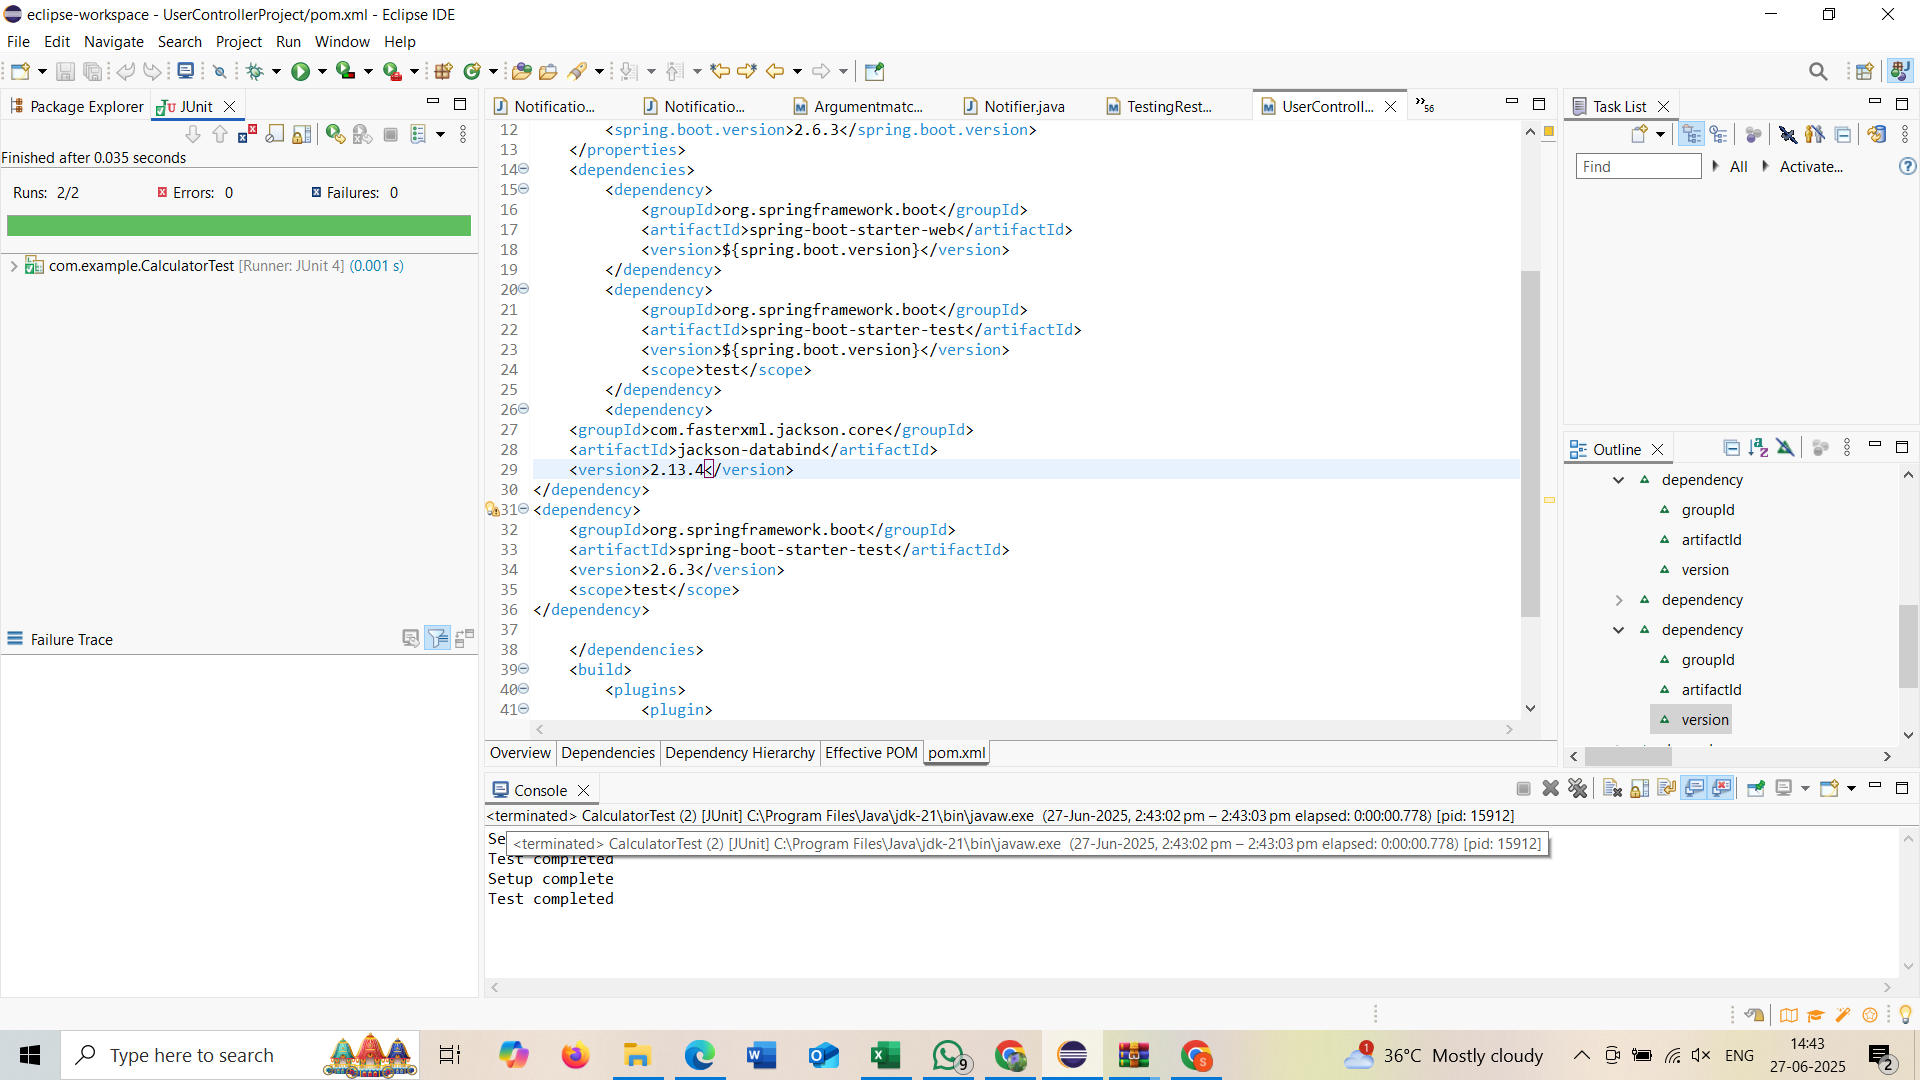 eclipse-workspace - UserControllerProject/pom.xml - Eclipse IDE
File Edit Navigate Search Project Run Window Help
Package Explorer JUnit
Finished after 0.035 seconds
Runs: 2/2 Errors: 0 Failures: 0
com.example.CalculatorTest [Runner: JUnit 4] (0.001 s)
Failure Trace
Notificatio... Notificatio... Argumentmatc... Notifier.java TestingRest... UserControll... »56
12 <spring.boot.version>2.6.3</spring.boot.version>
13 </properties>
14 <dependencies>
15 <dependency>
16 <groupId>org.springframework.boot</groupId>
17 <artifactId>spring-boot-starter-web</artifactId>
18 <version>${spring.boot.version}</version>
19 </dependency>
20 <dependency>
21 <groupId>org.springframework.boot</groupId>
22 <artifactId>spring-boot-starter-test</artifactId>
23 <version>${spring.boot.version}</version>
24 <scope>test</scope>
25 </dependency>
26 <dependency>
27 <groupId>com.fasterxml.jackson.core</groupId>
28 <artifactId>jackson-databind</artifactId>
29 <version>2.13.4</version>
30 </dependency>
31 <dependency>
32 <groupId>org.springframework.boot</groupId>
33 <artifactId>spring-boot-starter-test</artifactId>
34 <version>2.6.3</version>
35 <scope>test</scope>
36 </dependency>
37
38 </dependencies>
39 <build>
40 <plugins>
41 <plugin>
Overview Dependencies Dependency Hierarchy Effective POM pom.xml
Console
<terminated> CalculatorTest (2) [JUnit] C:\Program Files\Java\jdk-21\bin\javaw.exe (27-Jun-2025, 2:43:02 pm – 2:43:03 pm elapsed: 0:00:00.778) [pid: 15912]
Se
<terminated> CalculatorTest (2) [JUnit] C:\Program Files\Java\jdk-21\bin\javaw.exe (27-Jun-2025, 2:43:02 pm – 2:43:03 pm elapsed: 0:00:00.778) [pid: 15912]
Test completed
Setup complete
Test completed
Task List
Find All Activate...
Outline
dependency
groupId
artifactId
version
dependency
dependency
groupId
artifactId
version
Type here to search
9
1
36°C Mostly cloudy
ENG
14:43
27-06-2025
2